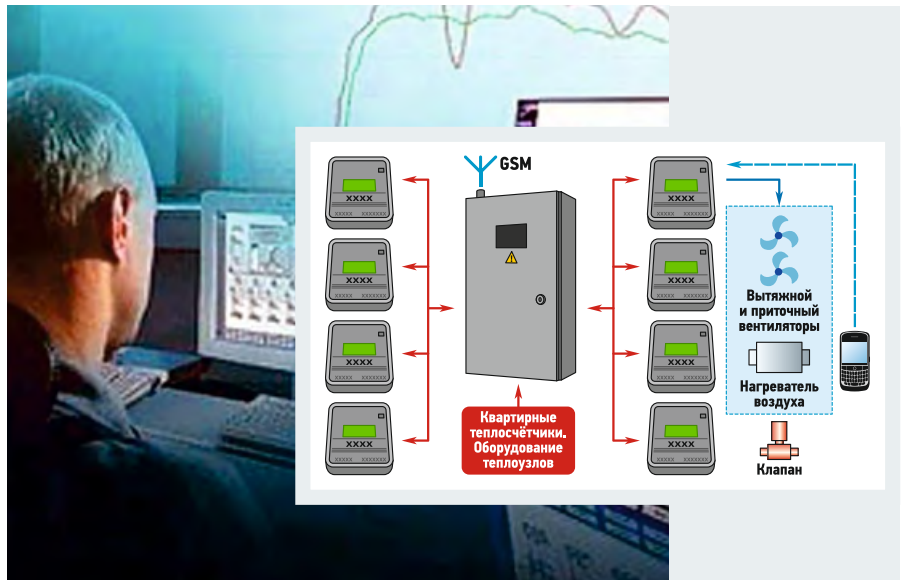 GSM
XXXX
XXXX
XXXX
XXXX
XXXX
XXXX
XXXX
XXXX
Вытяжной
и приточный
вентиляторы
Нагреватель
воздуха
Клапан
Квартирные
теплосчётчики.
Оборудование
теплоузлов